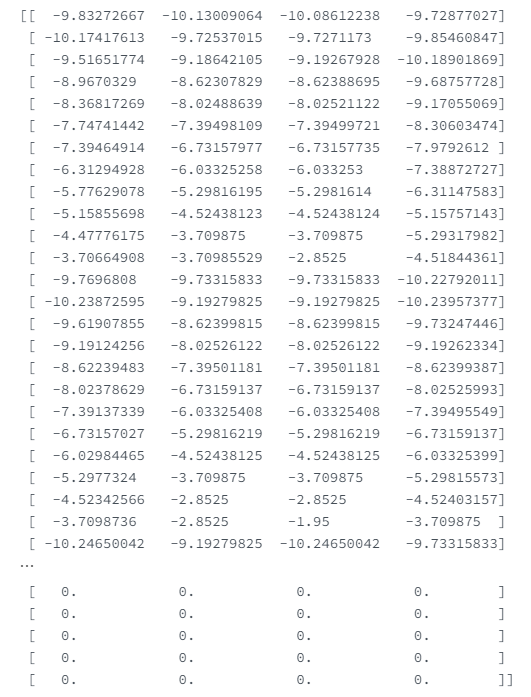 [[  -9.83272667  -10.13009064  -10.08612238   -9.72877027]
 [ -10.17417613   -9.72537015   -9.7271173    -9.85460847]
 [  -9.51651774   -9.18642105   -9.19267928  -10.18901869]
 [  -8.9670329    -8.62307829   -8.62388695   -9.68757728]
 [  -8.36817269   -8.02488639   -8.02521122   -9.17055069]
 [  -7.74741442   -7.39498109   -7.39499721   -8.30603474]
 [  -7.39464914   -6.73157977   -6.73157735   -7.9792612 ]
 [  -6.31294928   -6.03325258   -6.033253     -7.38872727]
 [  -5.77629078   -5.29816195   -5.2981614    -6.31147583]
 [  -5.15855698   -4.52438123   -4.52438124   -5.15757143]
 [  -4.47776175   -3.709875     -3.709875     -5.29317982]
 [  -3.70664908   -3.70985529   -2.8525       -4.51844361]
 [  -9.7696808    -9.73315833   -9.73315833  -10.22792011]
 [ -10.23872595   -9.19279825   -9.19279825  -10.23957377]
 [  -9.61907855   -8.62399815   -8.62399815   -9.73247446]
 [  -9.19124256   -8.02526122   -8.02526122   -9.19262334]
 [  -8.62239483   -7.39501181   -7.39501181   -8.62399387]
 [  -8.02378629   -6.73159137   -6.73159137   -8.02525993]
 [  -7.39137339   -6.03325408   -6.03325408   -7.39495549]
 [  -6.73157027   -5.29816219   -5.29816219   -6.73159137]
 [  -6.02984465   -4.52438125   -4.52438125   -6.03325399]
 [  -5.2977324    -3.709875     -3.709875     -5.29815573]
 [  -4.52342566   -2.8525       -2.8525       -4.52403157]
 [  -3.7098736    -2.8525       -1.95         -3.709875  ]
 [ -10.24650042   -9.19279825  -10.24650042   -9.73315833]
...
 [   0.            0.            0.            0.        ]
 [   0.            0.            0.            0.        ]
 [   0.            0.            0.            0.        ]
 [   0.            0.            0.            0.        ]
 [   0.            0.            0.            0.        ]]